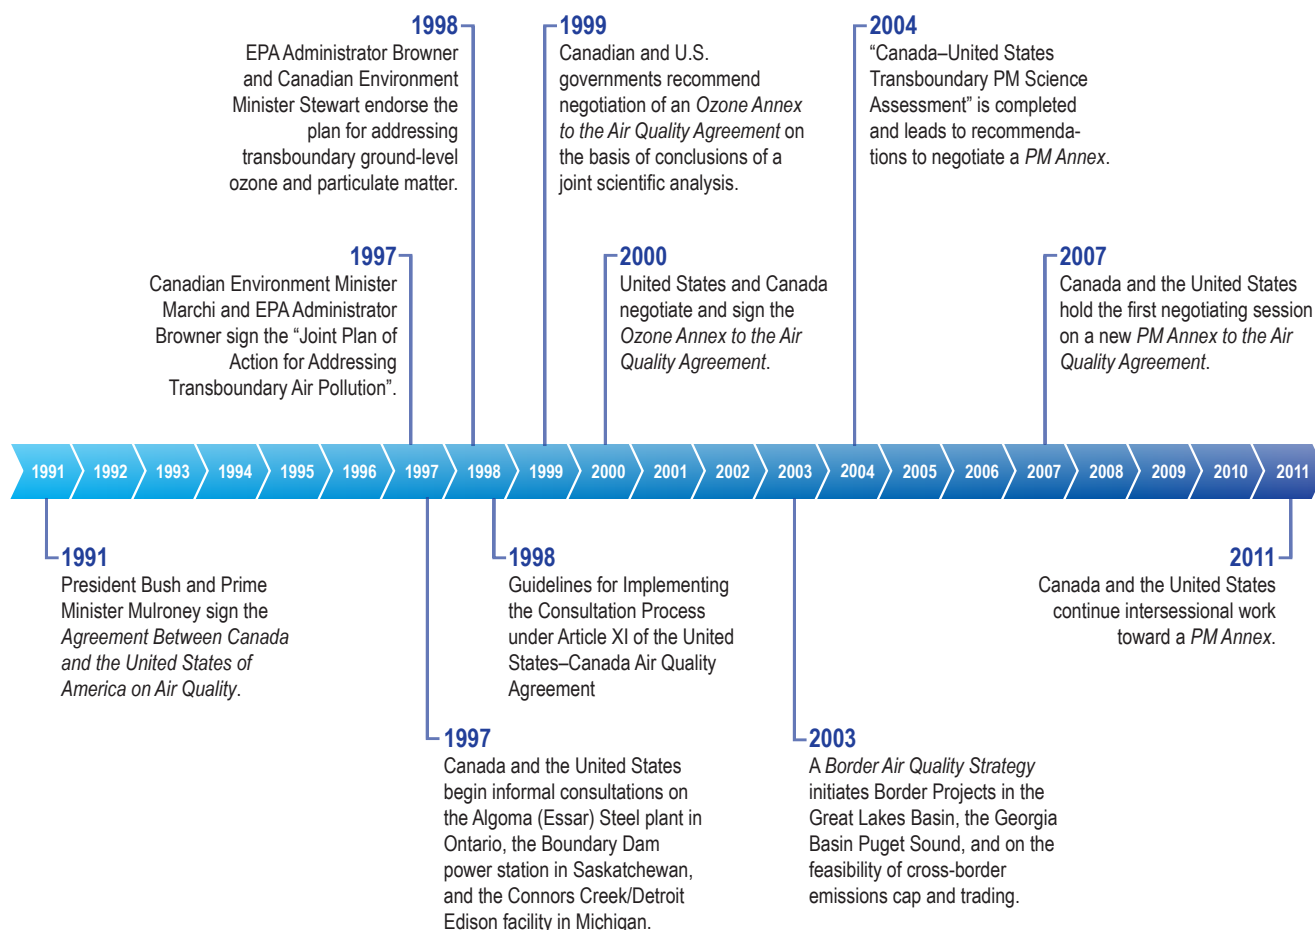 1998
EPA Administrator Browner
and Canadian Environment
Minister Stewart endorse the
plan for addressing
transboundary ground-level
ozone and particulate matter.
1999
Canadian and U.S.
governments recommend
negotiation of an Ozone Annex
to the Air Quality Agreement on
the basis of conclusions of a
joint scientific analysis.
2004
“Canada–United States
Transboundary PM Science
Assessment” is completed
and leads to recommenda-
tions to negotiate a PM Annex.
1997
Canadian Environment Minister
Marchi and EPA Administrator
Browner sign the “Joint Plan of
Action for Addressing
Transboundary Air Pollution”.
2000
United States and Canada
negotiate and sign the
Ozone Annex to the Air
Quality Agreement.
2007
Canada and the United States
hold the first negotiating session
on a new PM Annex to the Air
Quality Agreement.
1991 1992 1993 1994 1995 1996 1997 1998 1999 2000 2001 2002 2003 2004 2005 2006 2007 2008 2009 2010 2011
1991
President Bush and Prime
Minister Mulroney sign the
Agreement Between Canada
and the United States of
America on Air Quality.
1998
Guidelines for Implementing
the Consultation Process
under Article XI of the United
States–Canada Air Quality
Agreement
2011
Canada and the United States
continue intersessional work
toward a PM Annex.
1997
Canada and the United States
begin informal consultations on
the Algoma (Essar) Steel plant in
Ontario, the Boundary Dam
power station in Saskatchewan,
and the Connors Creek/Detroit
Edison facility in Michigan.
2003
A Border Air Quality Strategy
initiates Border Projects in the
Great Lakes Basin, the Georgia
Basin Puget Sound, and on the
feasibility of cross-border
emissions cap and trading.